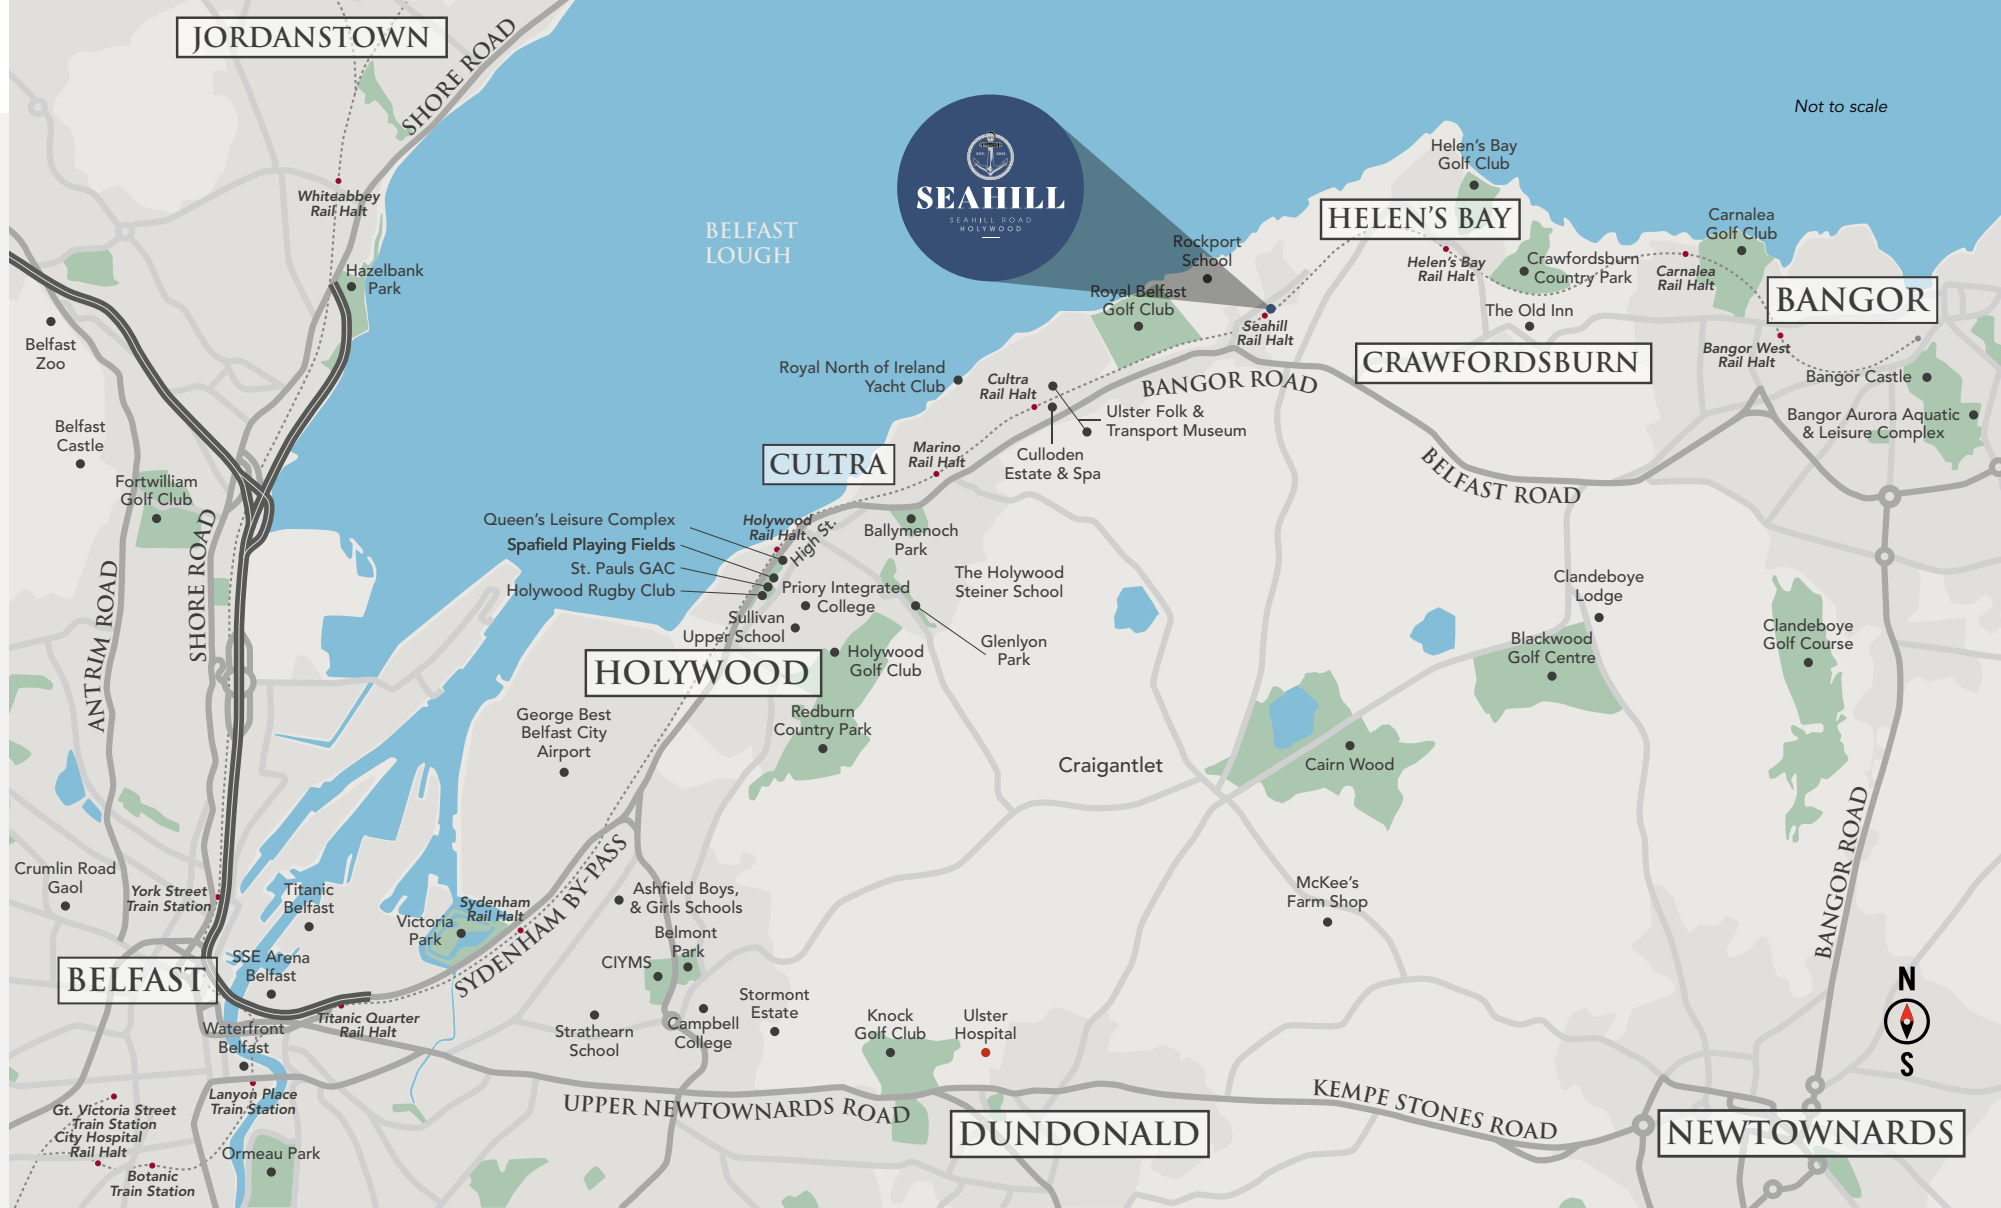 JORDANSTOWN
SHORE ROAD
Not to scale
Whiteabbey
Rail Halt
BELFAST
LOUGH
EST 2022
SEAHILL
SEAHILL ROAD
HOLYWOOD
Helen's Bay
Golf Club
HELEN'S BAY
Carnalea
Golf Club
Rockport
School
Helen's Bay
Rail Halt
Crawfordsburn
Country Park
Carnalea
Rail Halt
Hazelbank
Park
Royal Belfast
Golf Club
BANGOR
The Old Inn
Seahill
Rail Halt
Belfast
Zoo
CRAWFORDSBURN
Bangor West
Rail Halt
Royal North of Ireland
Yacht Club
Cultra
Rail Halt
BANGOR ROAD
Bangor Castle
Ulster Folk &
Transport Museum
Bangor Aurora Aquatic
& Leisure Complex
Belfast
Castle
CULTRA
Marino
Rail Halt
Culloden
Estate & Spa
BELFAST ROAD
Fortwilliam
Golf Club
SHORE ROAD
Queen's Leisure Complex
Spafield Playing Fields
St. Pauls GAC
Holywood Rugby Club
Holywood
Rail Halt
High St.
Ballymenoch
Park
Priory Integrated
College
The Holywood
Steiner School
Clandeboye
Lodge
ANTRIM ROAD
Sullivan
Upper School
HOLYWOOD
Holywood
Golf Club
Glenlyon
Park
Blackwood
Golf Centre
Clandeboye
Golf Course
George Best
Belfast City
Airport
Redburn
Country Park
Craigantlet
Cairn Wood
BANGOR ROAD
Crumlin Road
Gaol
York Street
Train Station
Titanic
Belfast
Victoria
Park
Sydenham
Rail Halt
SYDENHAM BY-PASS
Ashfield Boys,
& Girls Schools
McKee's
Farm Shop
Belmont
Park
CIYMS
BELFAST
SSE Arena
Belfast
N
S
Titanic Quarter
Rail Halt
Waterfront
Belfast
Strathearn
School
Campbell
College
Stormont
Estate
Knock
Golf Club
Ulster
Hospital
Lanyon Place
Train Station
Gt. Victoria Street
Train Station
City Hospital
Rail Halt
Botanic
Train Station
Ormeau Park
UPPER NEWTOWNARDS ROAD
DUNDONALD
KEMPE STONES ROAD
NEWTOWNARDS